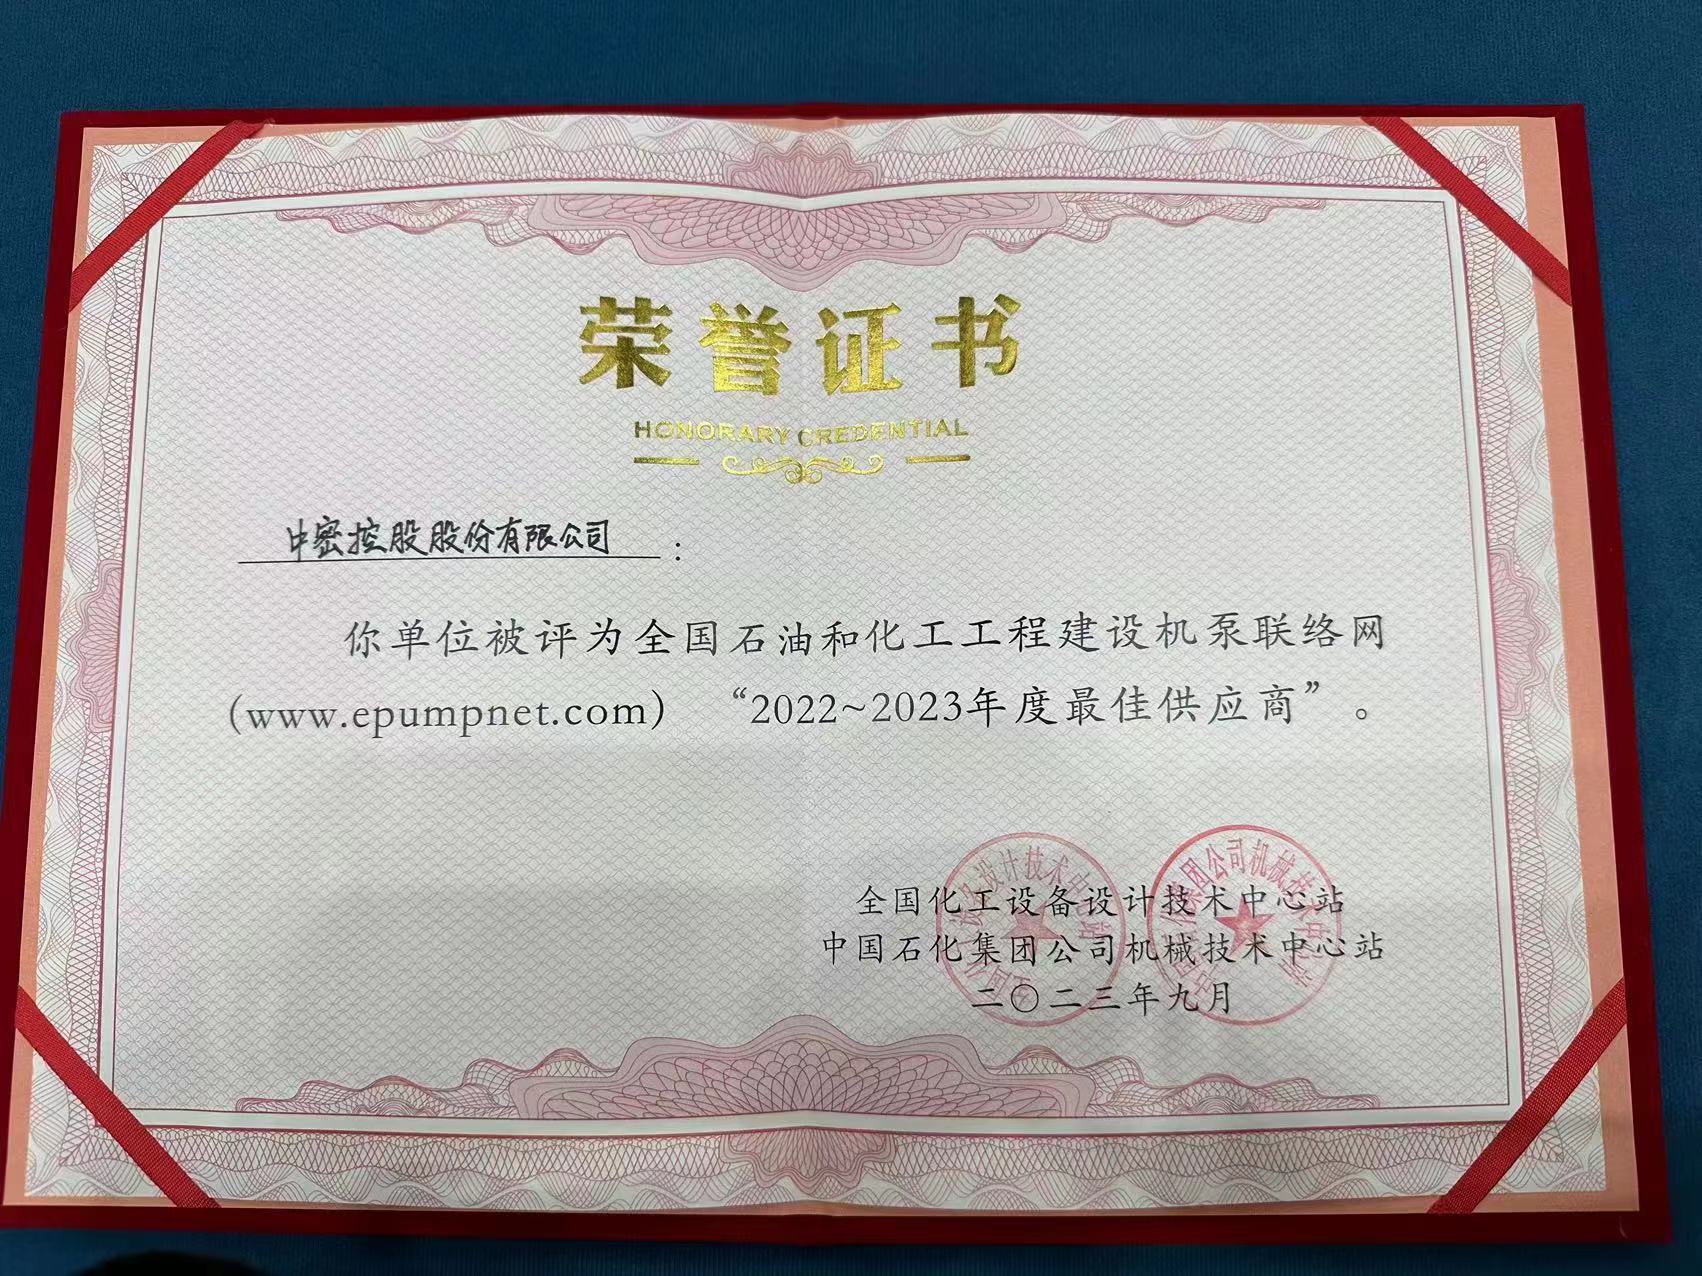 荣誉证书
HONORARY CREDENTIAL
中密控股股份有限公司：
你单位被评为全国石油和化工工程建设机泵联络网
（www.epumpnet.com） “2022~2023年度最佳供应商”。
全国化工设备设计技术中心站
中国石化集团公司机械技术中心站
二〇二三年九月